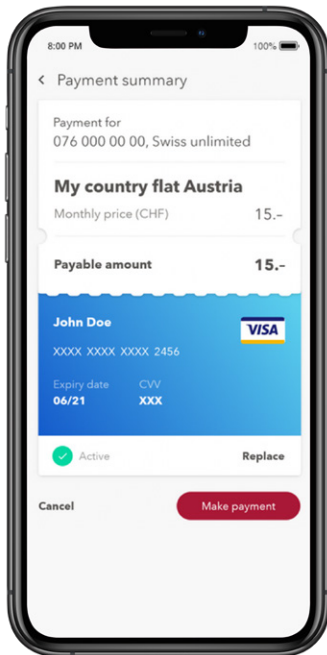 8:00 PM 100%
< Payment summary
Payment for
076 000 00 00, Swiss unlimited
My country flat Austria
Monthly price (CHF) 15.–
Payable amount 15.–
John Doe
VISA
XXXX XXXX XXXX 2456
Expiry date CVV
06/21 XXX
Active Replace
Cancel Make payment